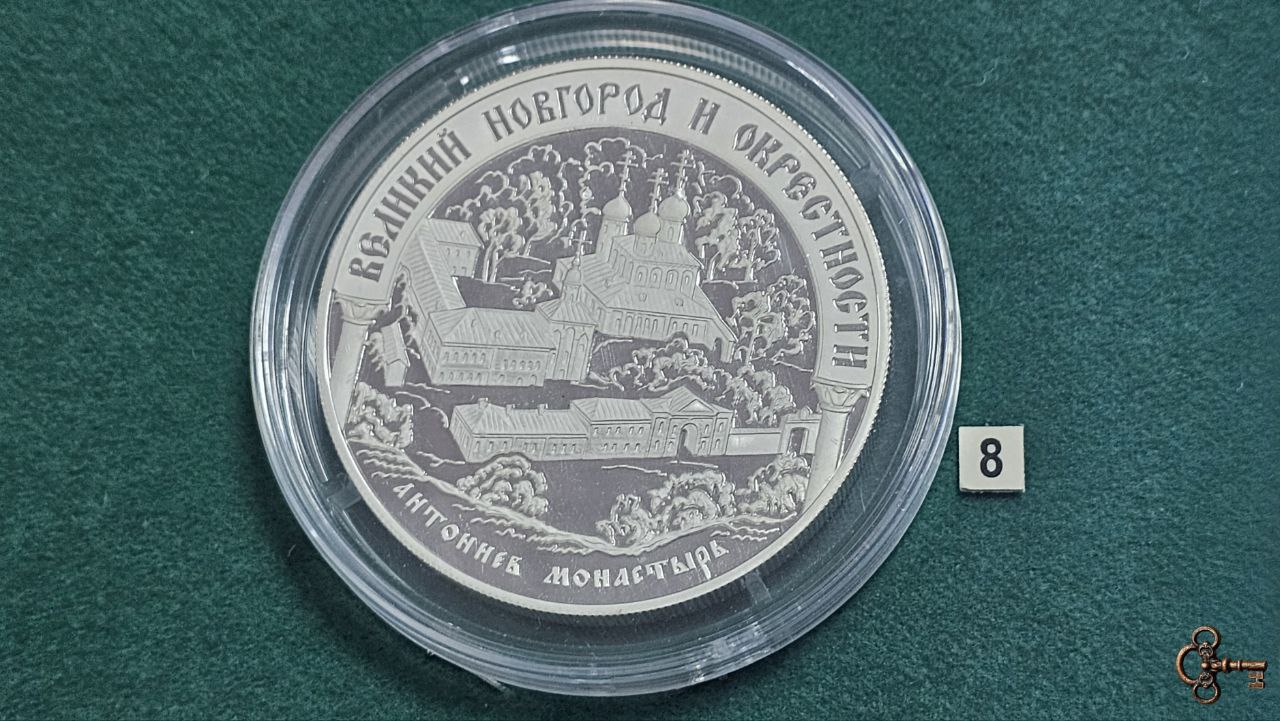 ВЕЛИКИЙ НОВГОРОД И ОКРЕСТНОСТИ
АНТОНИЕВ МОНАСТЫРЬ
8